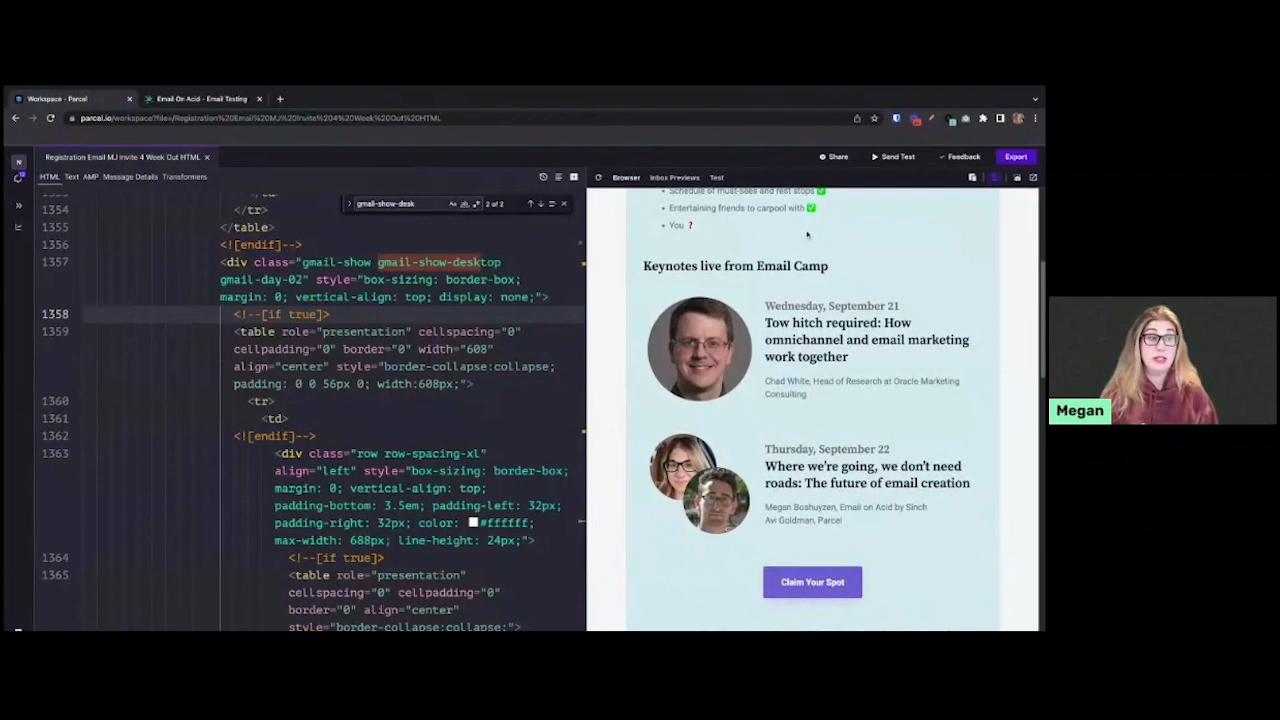 Workspace - Parcel
Email On Acid - Email Testing
parcel.io/workspace?file=/Registration%20Email%20MJ%20Invite%204%20Week%20Out%20HTML
N
Registration Email MJ Invite 4 Week Out HTML
Share
Send Test
Feedback
Export
HTML Text AMP Message Details Transformers
Browser Inbox Previews Test
gmail-show-desk
2 of 2
1354 </tr>
1355 </table>
1356 <![endif]-->
1357 <div class="gmail-show gmail-show-desktop
gmail-day-02" style="box-sizing: border-box;
margin: 0; vertical-align: top; display: none;">
1358 <!--[if true]>
1359 <table role="presentation" cellspacing="0"
cellpadding="0" border="0" width="608"
align="center" style="border-collapse:collapse;
padding: 0 0 56px 0; width:608px;">
1360 <tr>
1361 <td>
1362 <![endif]-->
1363 <div class="row row-spacing-xl"
align="left" style="box-sizing: border-box;
margin: 0; vertical-align: top;
padding-bottom: 3.5em; padding-left: 32px;
padding-right: 32px; color: #ffffff;
max-width: 688px; line-height: 24px;">
1364 <!--[if true]>
1365 <table role="presentation"
cellspacing="0" cellpadding="0"
border="0" align="center"
style="border-collapse:collapse;">
Schedule of must-sees and rest stops ✅
Entertaining friends to carpool with ✅
You ❓
Keynotes live from Email Camp
Wednesday, September 21
Tow hitch required: How
omnichannel and email marketing
work together
Chad White, Head of Research at Oracle Marketing
Consulting
Thursday, September 22
Where we're going, we don't need
roads: The future of email creation
Megan Boshuyzen, Email on Acid by Sinch
Avi Goldman, Parcel
Claim Your Spot
Megan